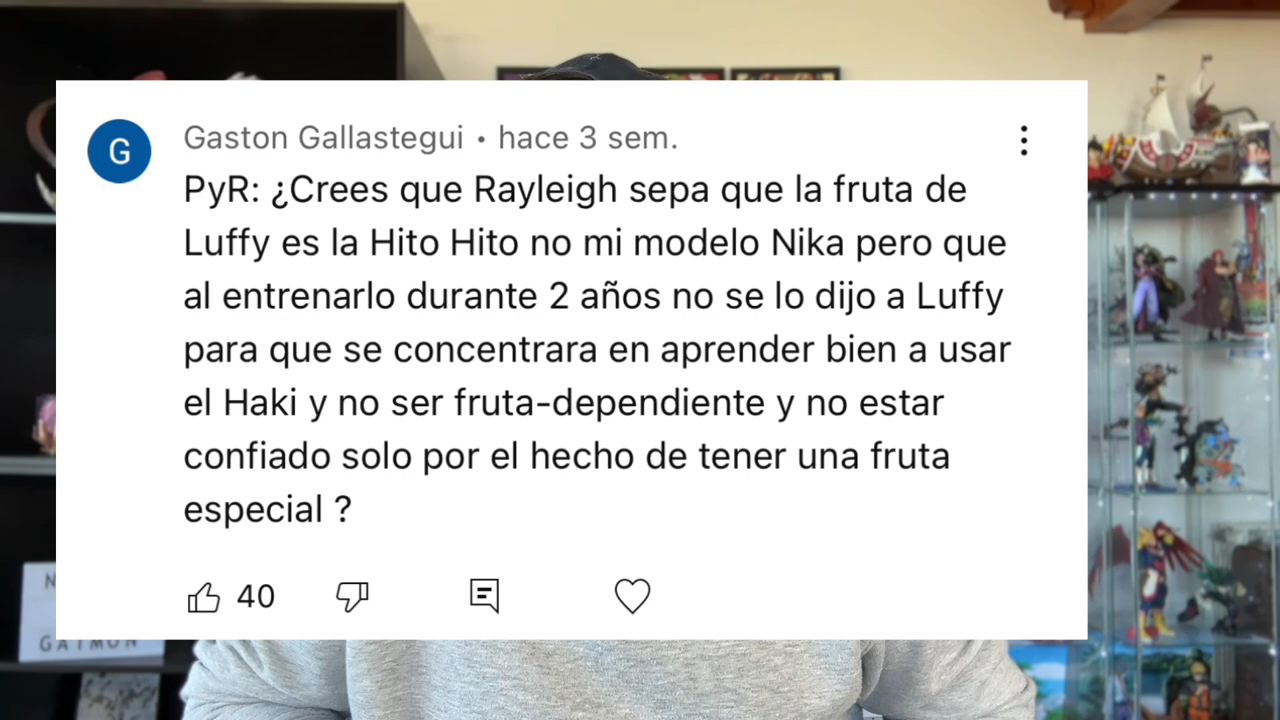 G
Gaston Gallastegui • hace 3 sem.
PyR: ¿Crees que Rayleigh sepa que la fruta de
Luffy es la Hito Hito no mi modelo Nika pero que
al entrenarlo durante 2 años no se lo dijo a Luffy
para que se concentrara en aprender bien a usar
el Haki y no ser fruta-dependiente y no estar
confiado solo por el hecho de tener una fruta
especial ?
40